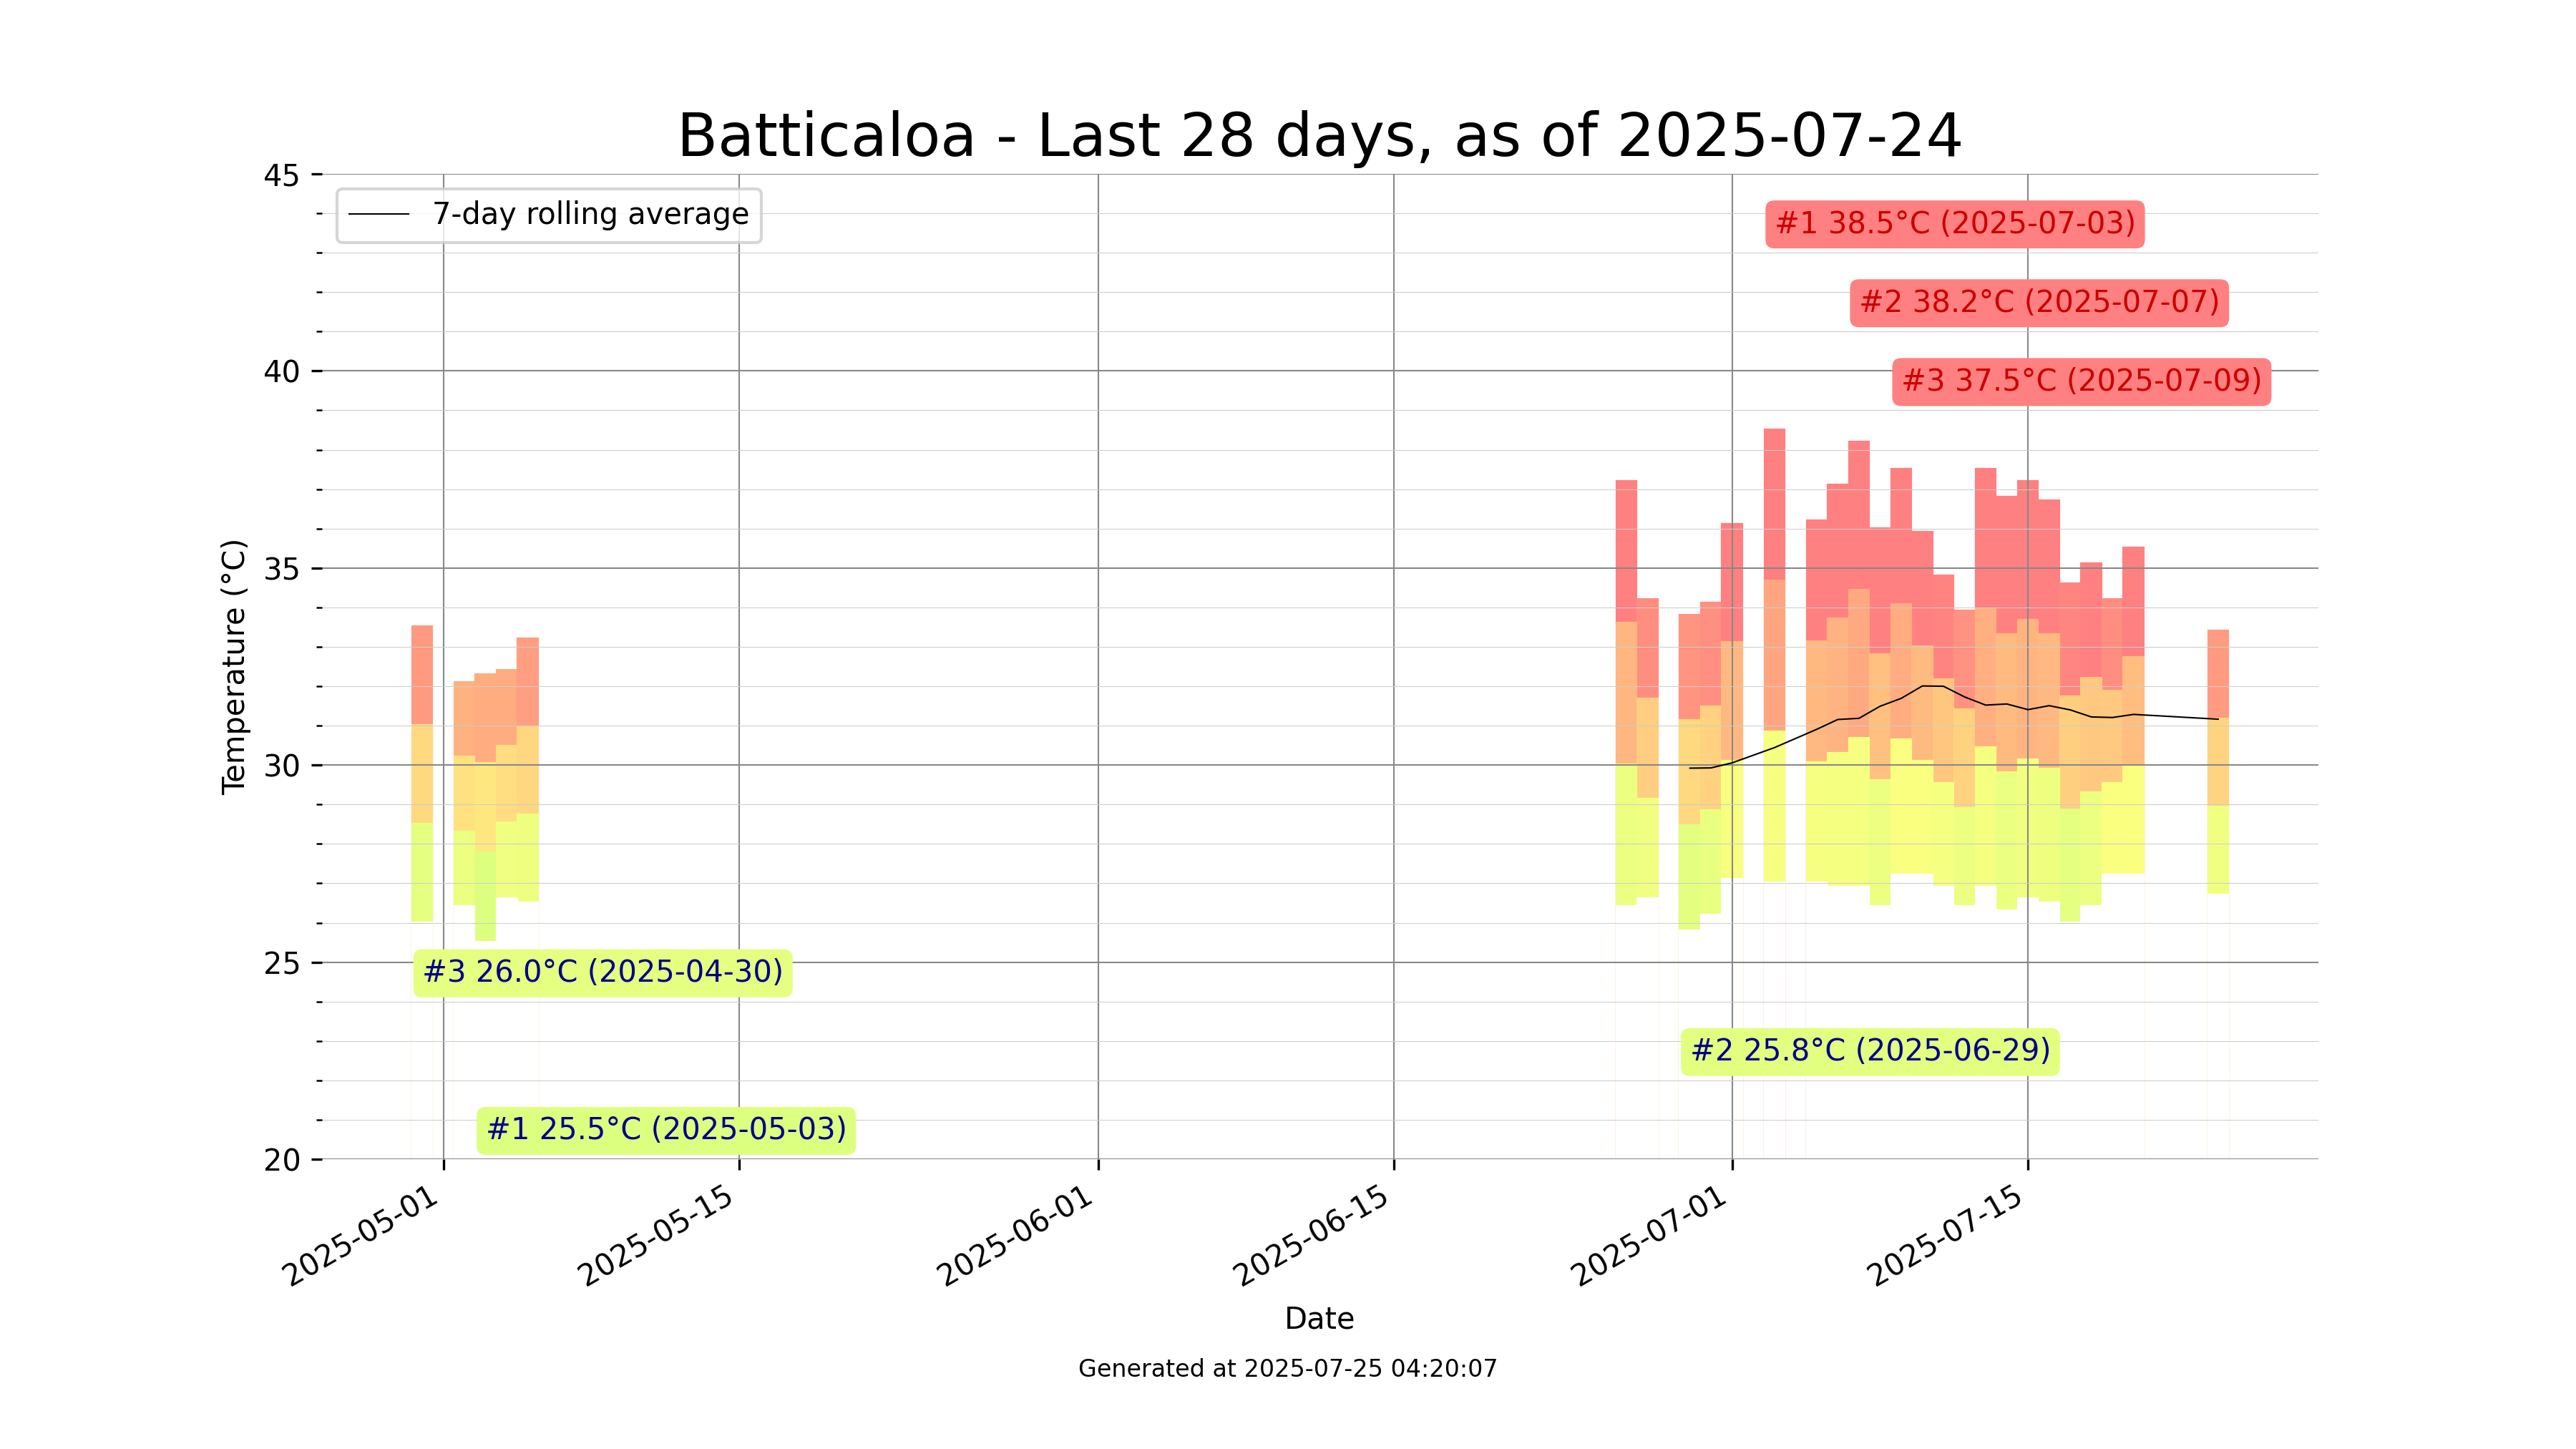 Batticaloa - Last 28 days, as of 2025-07-24
7-day rolling average
#1 38.5°C (2025-07-03)
#2 38.2°C (2025-07-07)
#3 37.5°C (2025-07-09)
#3 26.0°C (2025-04-30)
#2 25.8°C (2025-06-29)
#1 25.5°C (2025-05-03)
Temperature (°C)
45
40
35
30
25
20
2025-05-01
2025-05-15
2025-06-01
2025-06-15
2025-07-01
2025-07-15
Date
Generated at 2025-07-25 04:20:07